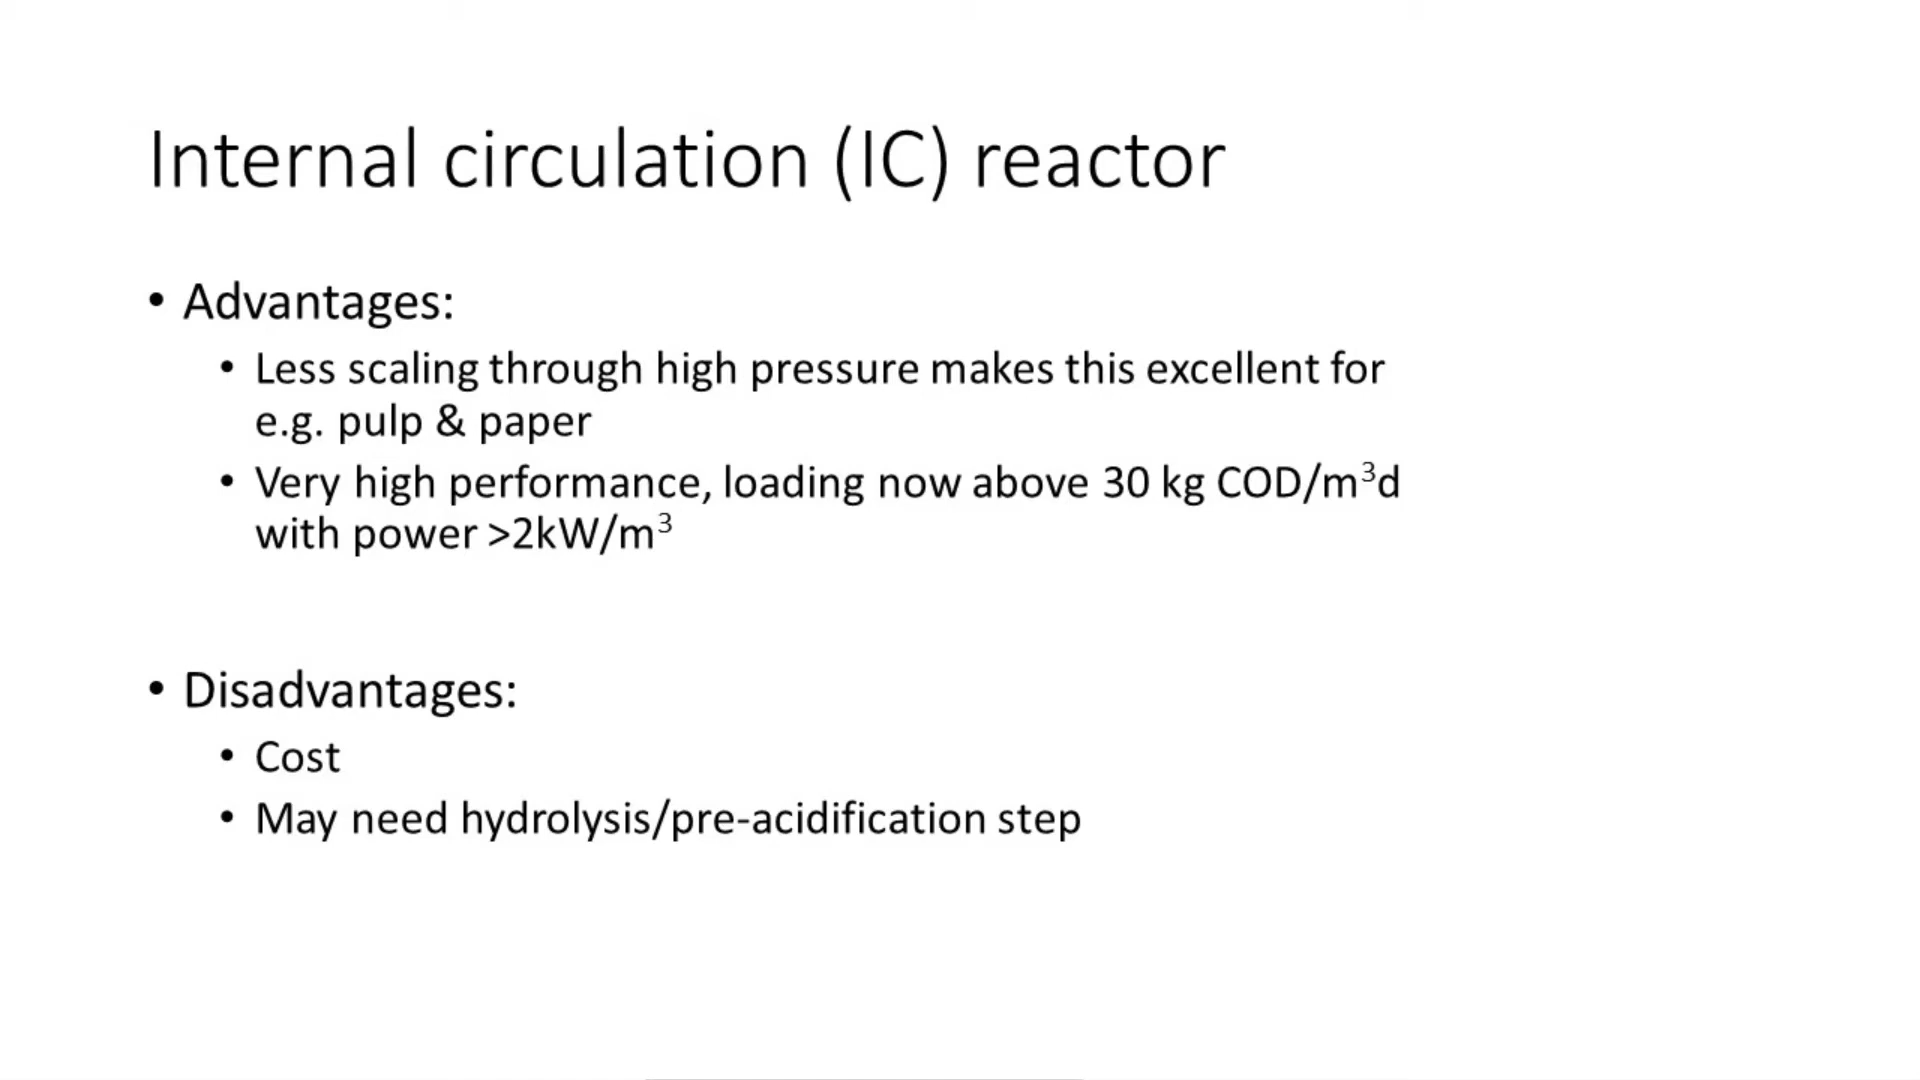 Internal circulation (IC) reactor
• Advantages:
• Less scaling through high pressure makes this excellent for
e.g. pulp & paper
• Very high performance, loading now above 30 kg COD/m³d
with power >2kW/m³
• Disadvantages:
• Cost
• May need hydrolysis/pre-acidification step